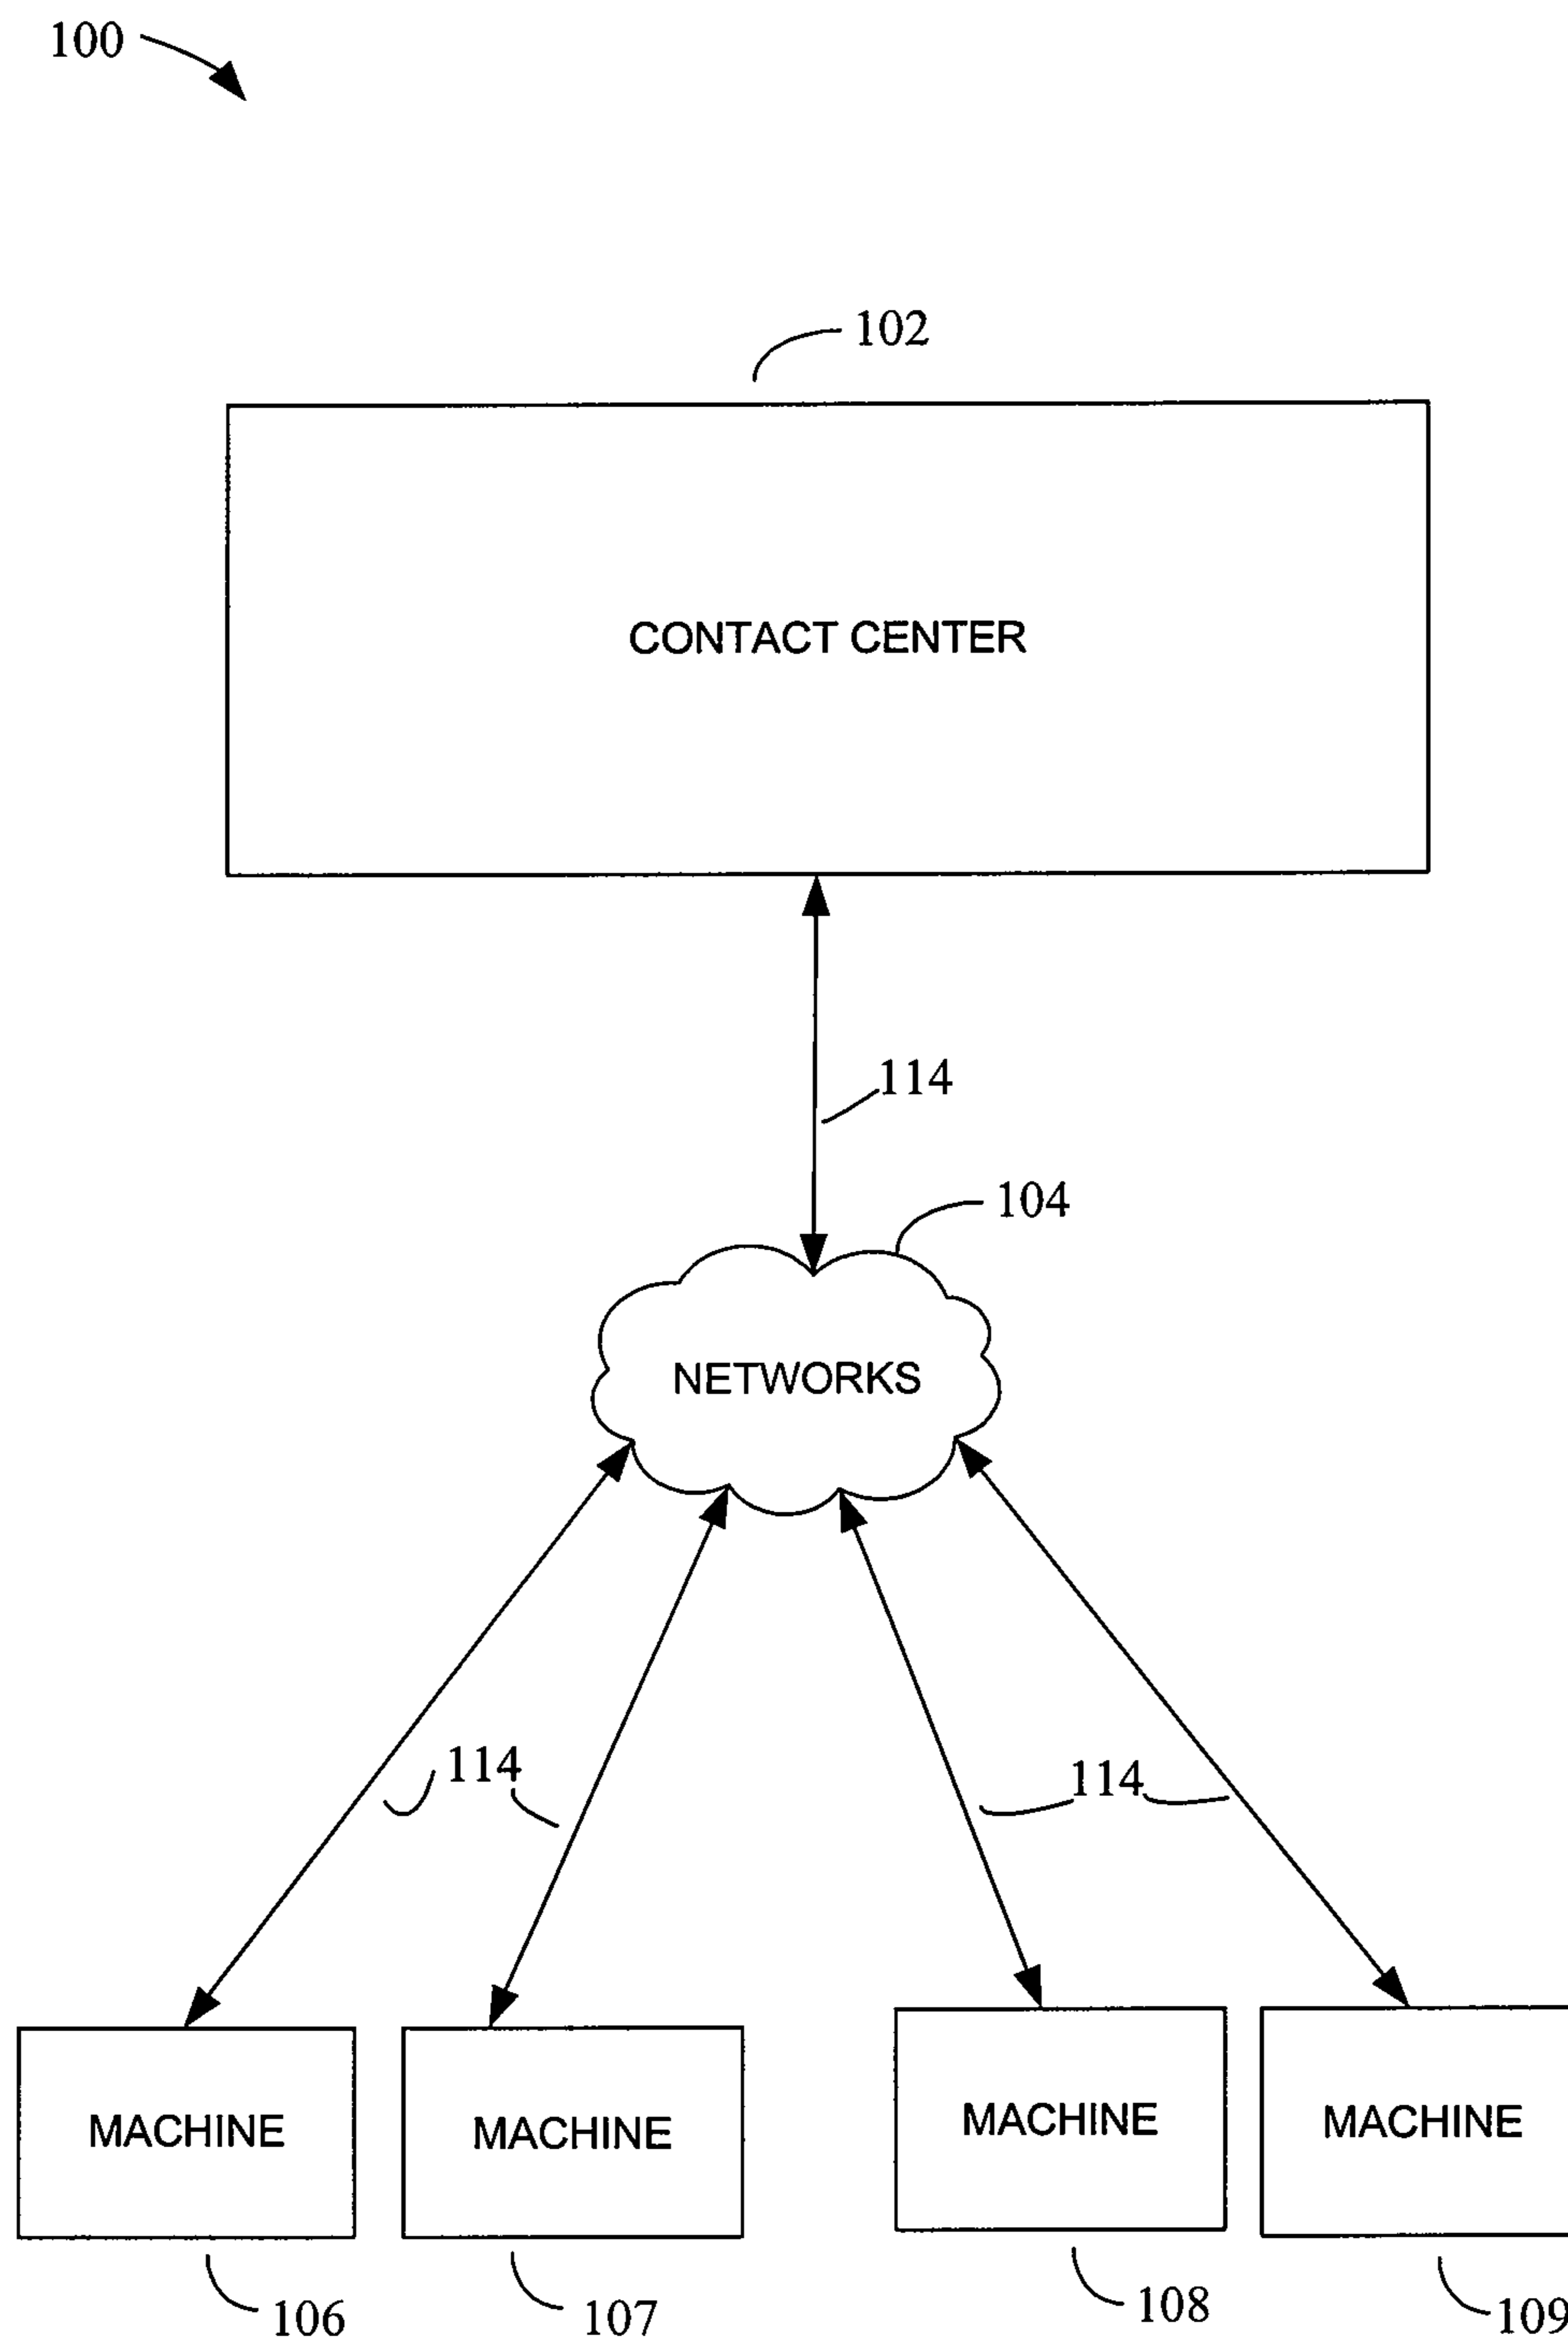 100
102
CONTACT CENTER
114
104
NETWORKS
114
114
MACHINE
MACHINE
MACHINE
MACHINE
106
107
108
109